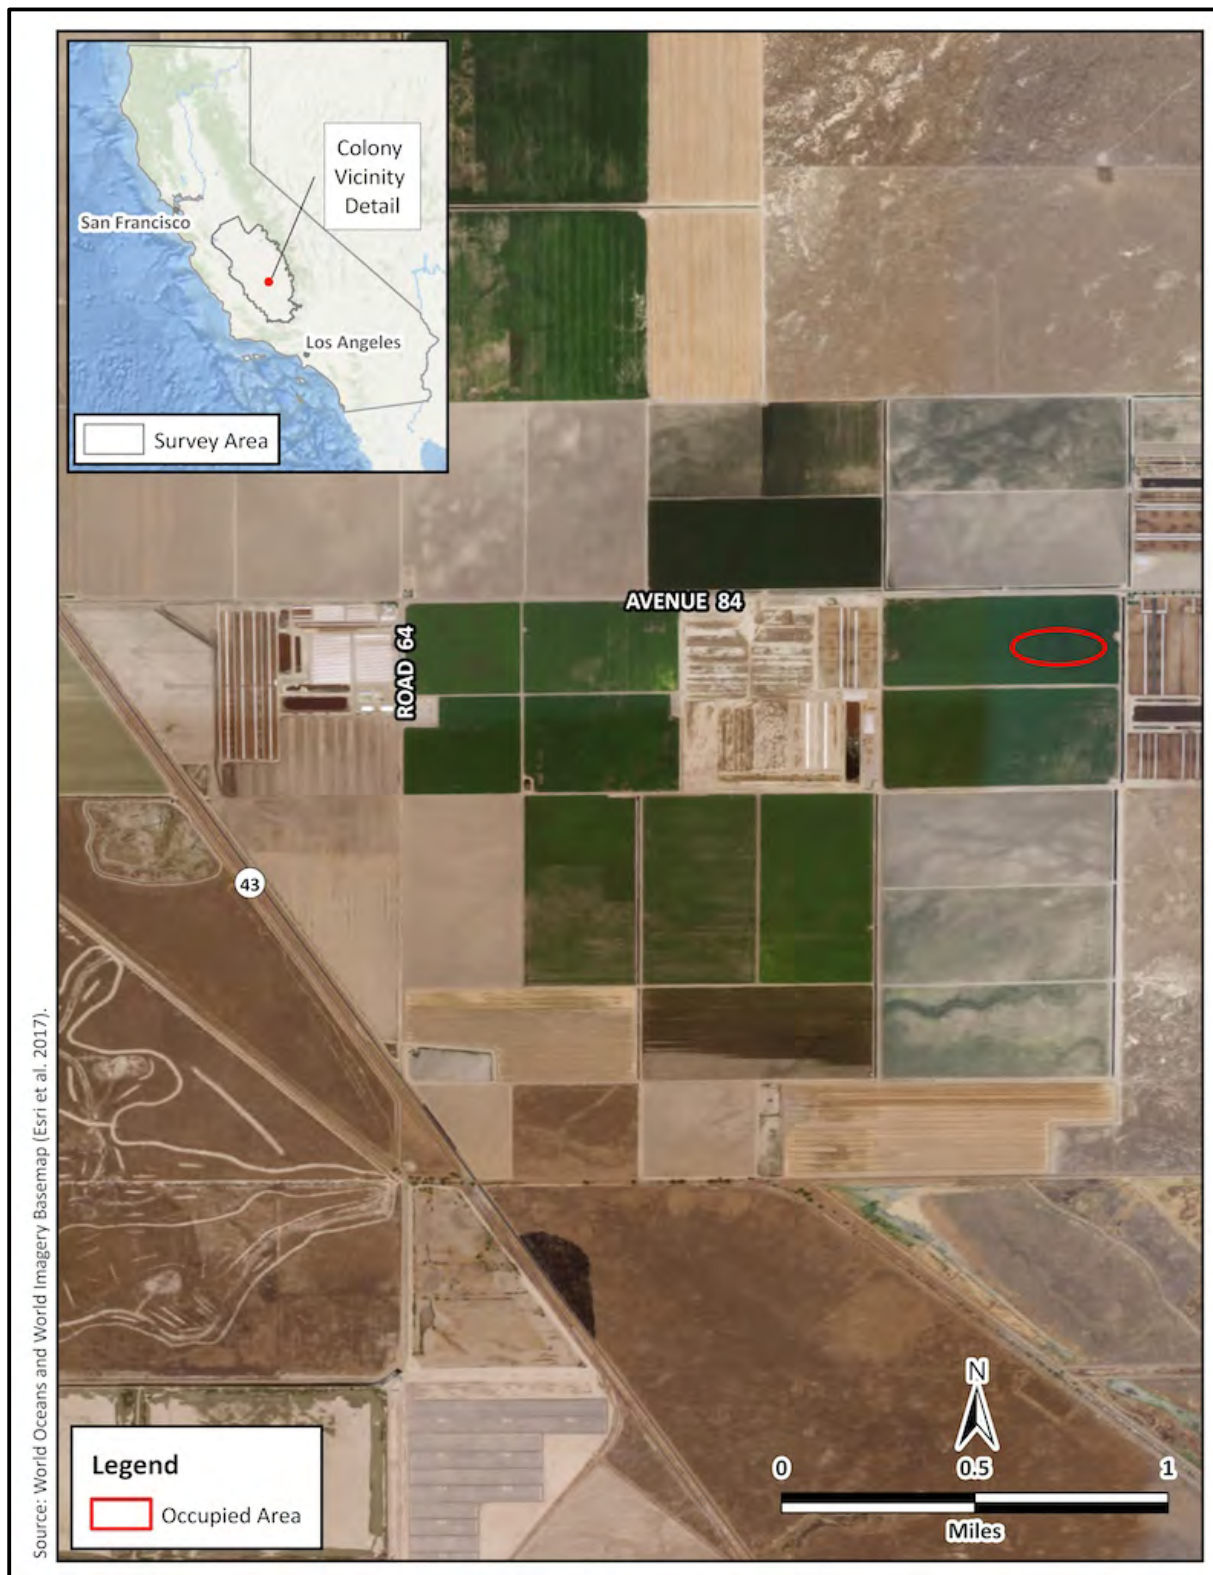 Colony
Vicinity
Detail
San Francisco
Los Angeles
Survey Area
AVENUE 84
ROAD 64
43
Source: World Oceans and World Imagery Basemap (Esri et al. 2017).
N
0 0.5 1
Miles
Legend
Occupied Area